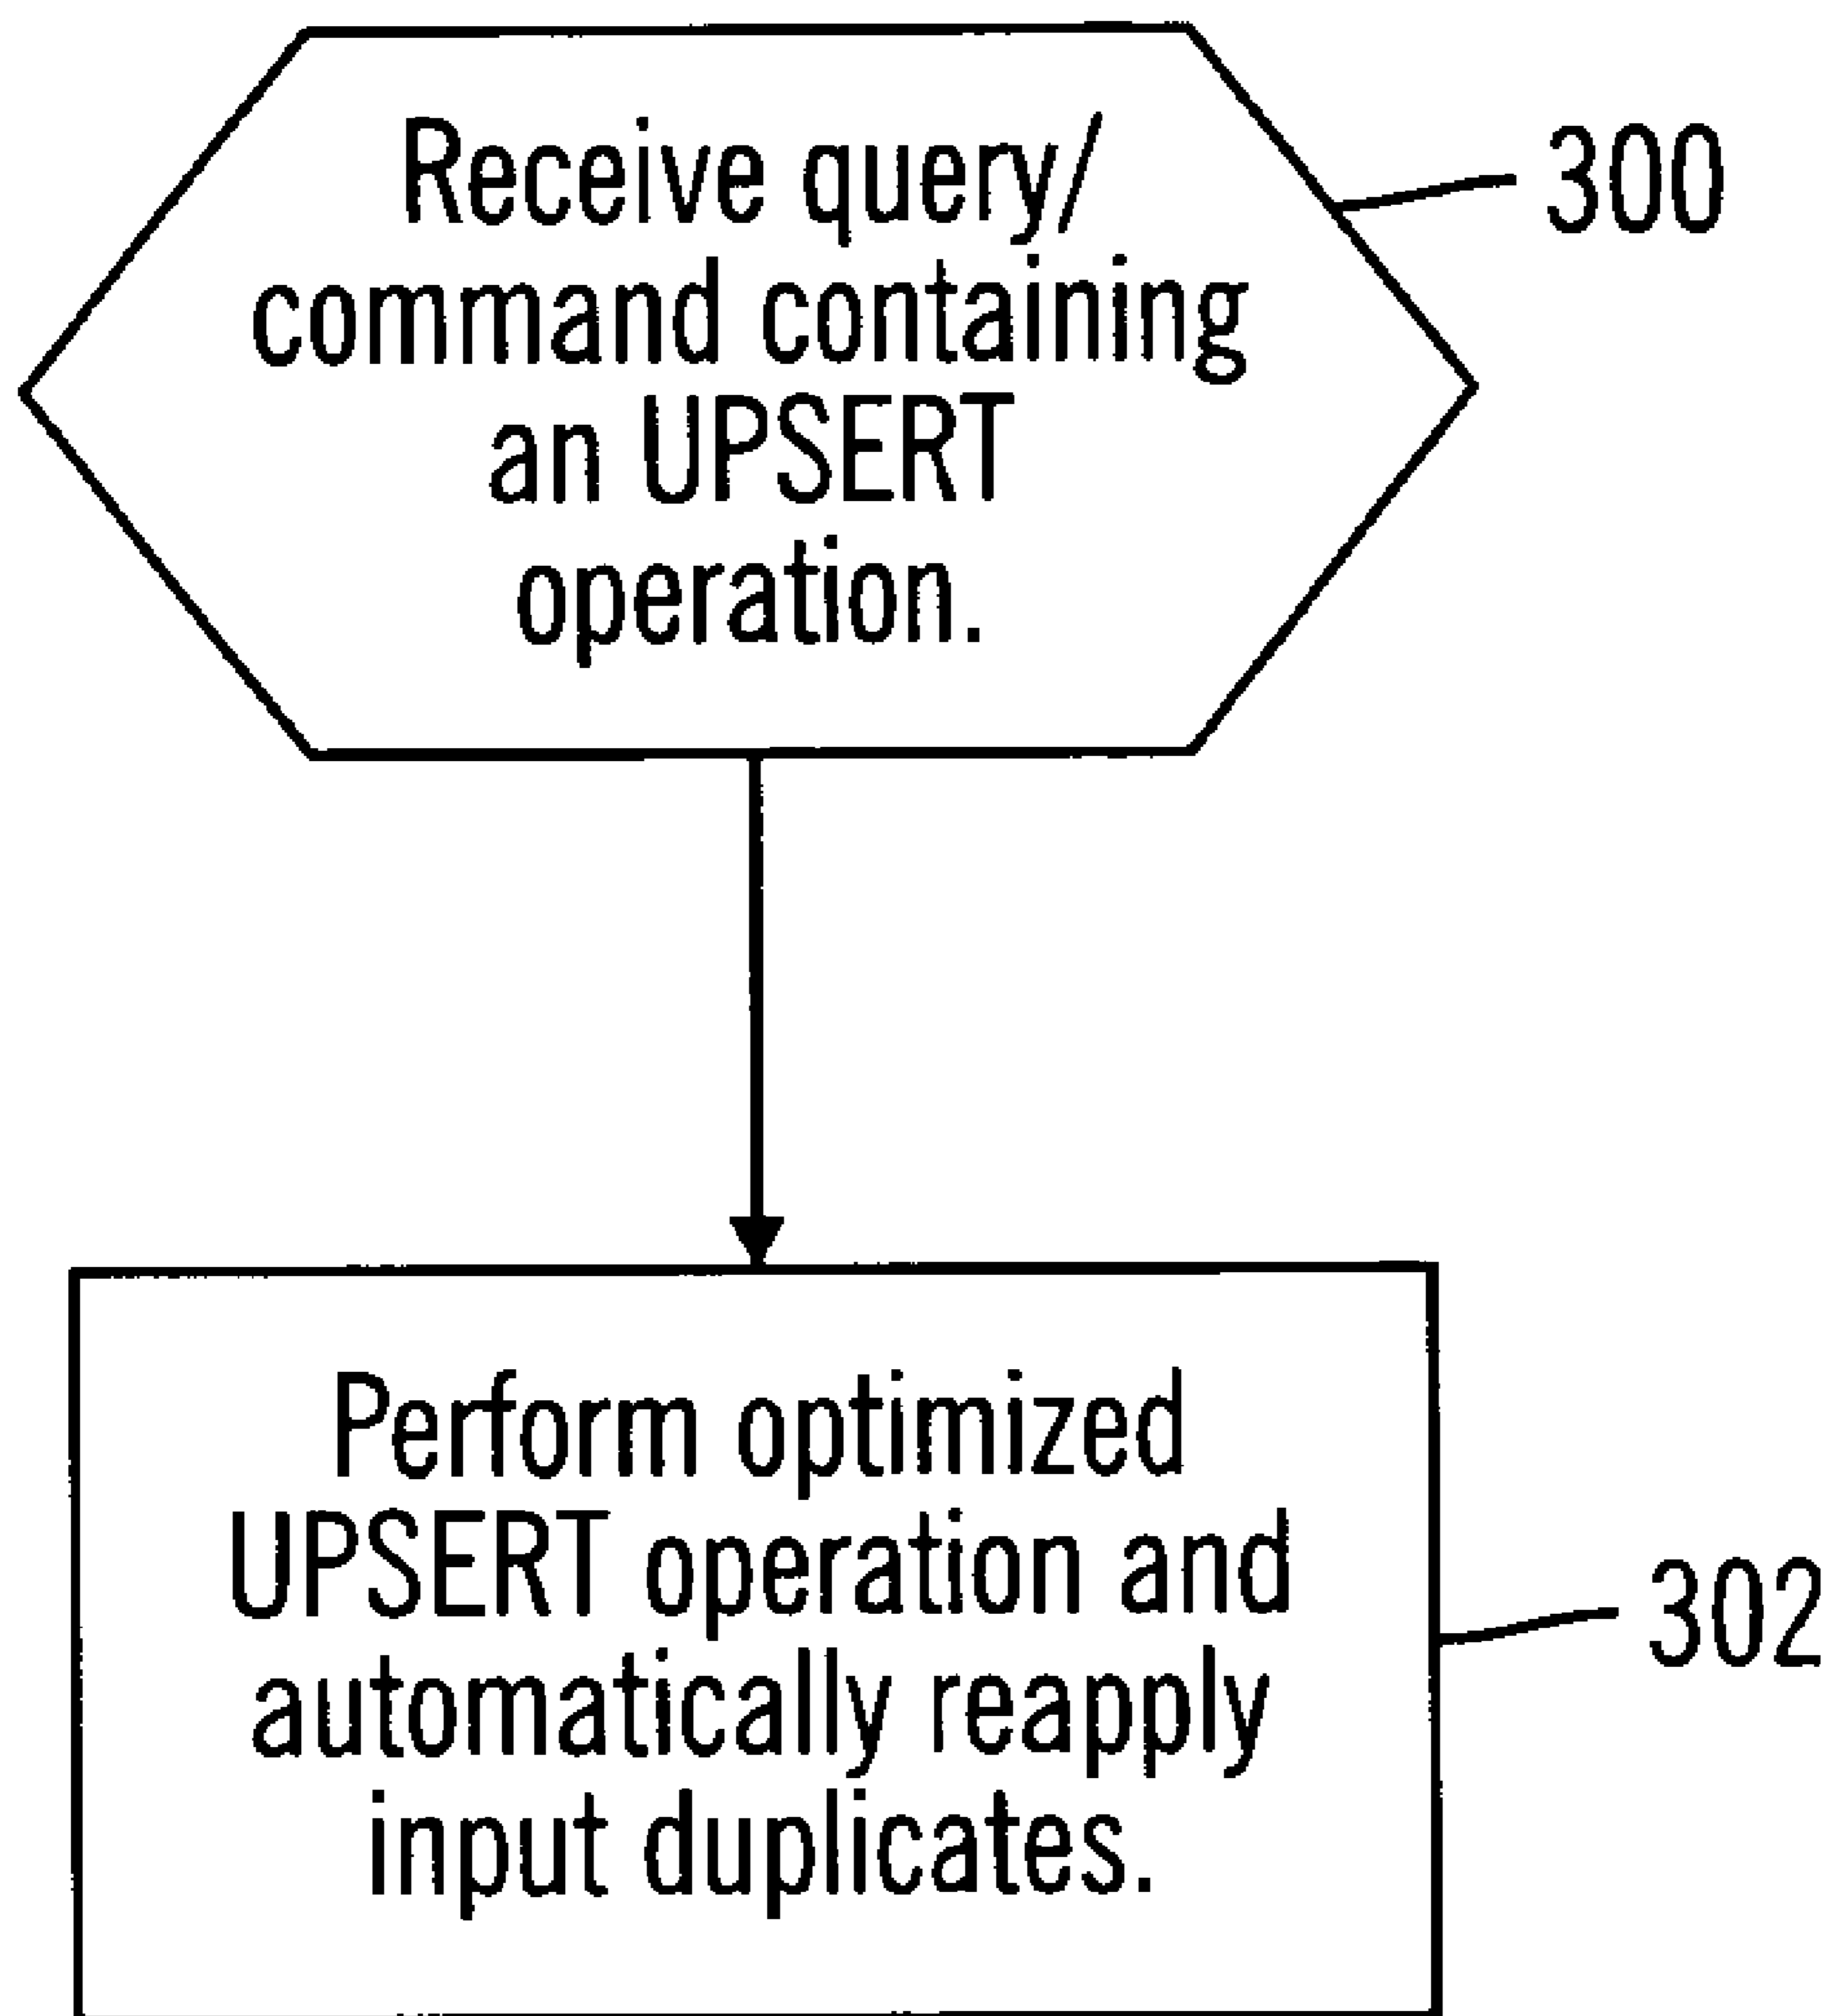 Receive query/
command containing
an UPSERT
operation.
300
Perform optimized
UPSERT operation and
automatically reapply
input duplicates.
302